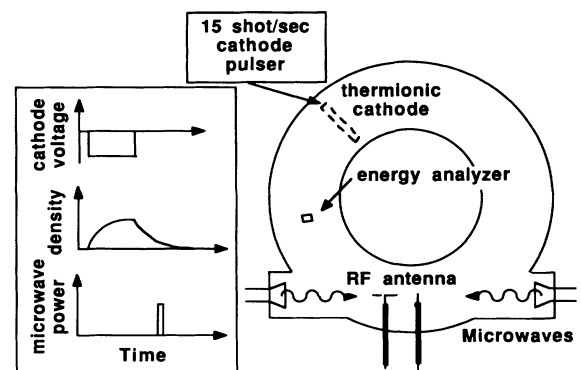 15 shot/sec
cathode
pulser
thermionic
cathode
energy analyzer
RF antenna
Microwaves
cathode
voltage
density
microwave
power
Time